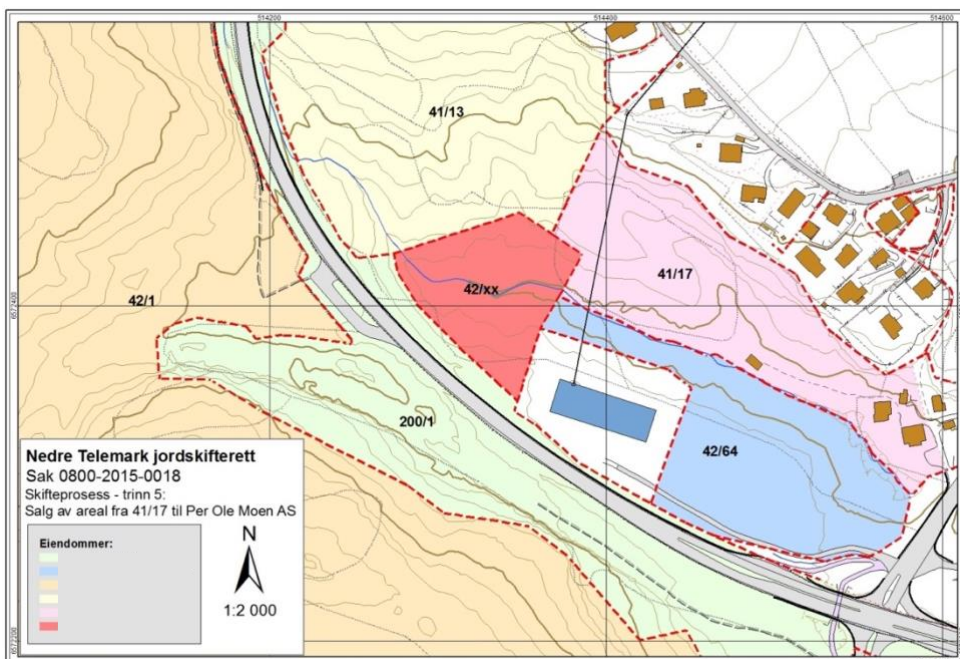 514200
514400
514600
41/13
41/17
42/xx
6572400
42/1
200/1
42/64
Nedre Telemark jordskifterett
Sak 0800-2015-0018
Skifteprosess - trinn 5:
Salg av areal fra 41/17 til Per Ole Moen AS
Eiendommer:
N
1:2 000
6572200